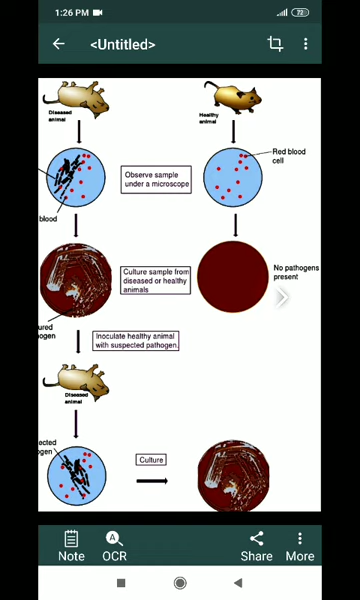 1:26 PM
72
<Untitled>
Diseased
animal
Healthy
animal
Red blood
cell
Observe sample
under a microscope
blood
Culture sample from
diseased or healthy
animals
No pathogens
present
ured
ogen
Inoculate healthy animal
with suspected pathogen.
Diseased
animal
ected
ogen
Culture
A
Note
OCR
Share
More